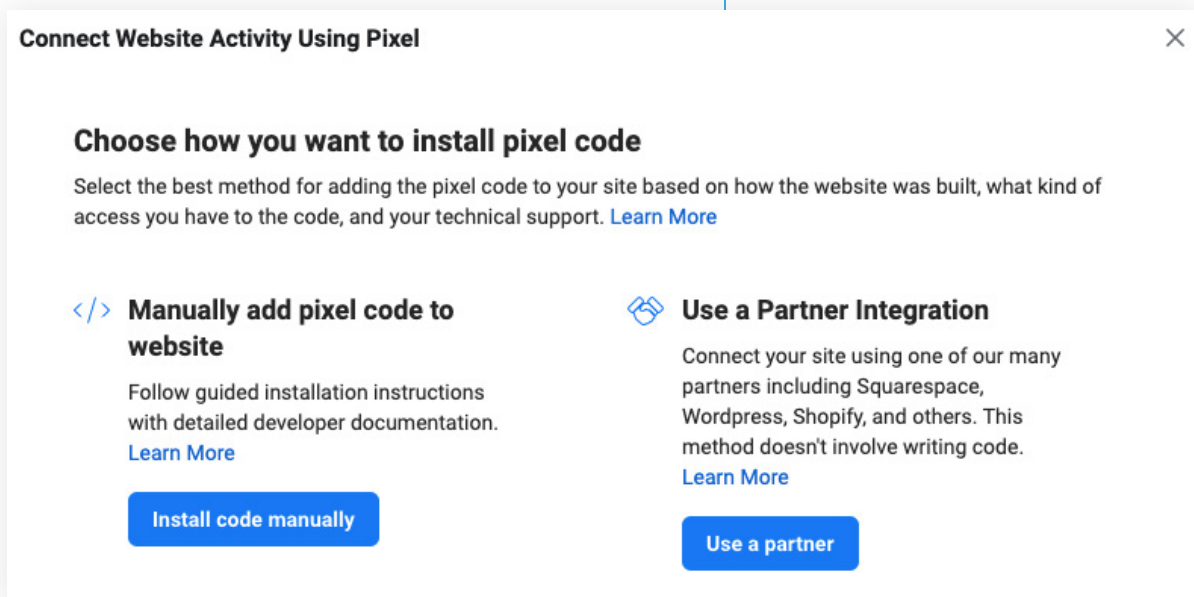 Connect Website Activity Using Pixel
Choose how you want to install pixel code
Select the best method for adding the pixel code to your site based on how the website was built, what kind of
access you have to the code, and your technical support. Learn More
Manually add pixel code to
website
Follow guided installation instructions
with detailed developer documentation.
Learn More
Install code manually
Use a Partner Integration
Connect your site using one of our many
partners including Squarespace,
Wordpress, Shopify, and others. This
method doesn't involve writing code.
Learn More
Use a partner